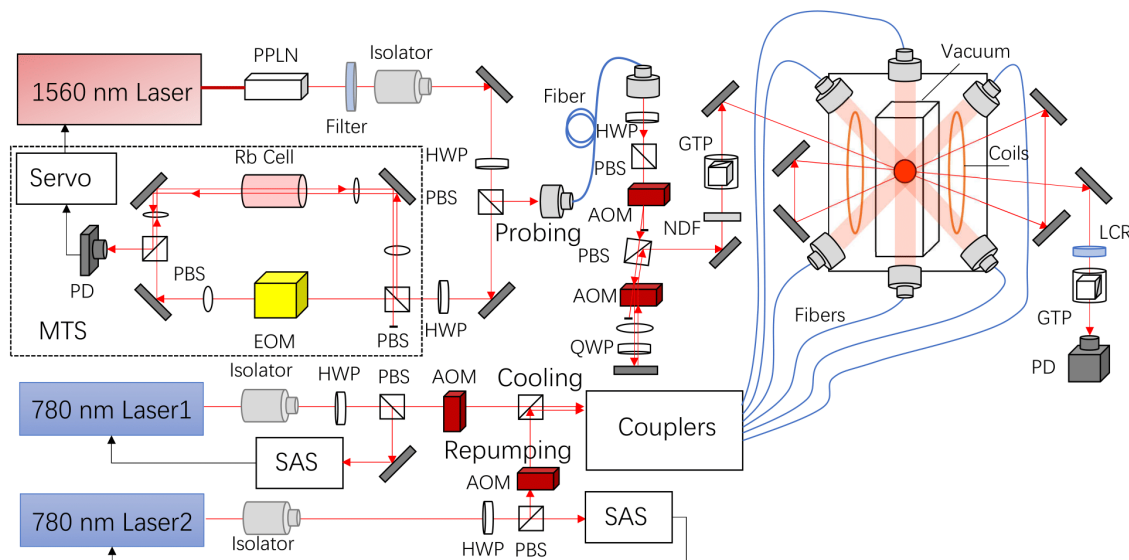 PPLN
Isolator
1560 nm Laser
Filter
Fiber
HWP
PBS
GTP
Vacuum
Coils
Servo
Rb Cell
HWP
PBS
Probing
AOM
NDF
PBS
LCR
PD
PBS
MTS
EOM
PBS
HWP
AOM
QWP
Fibers
GTP
PD
Isolator
HWP
PBS
AOM
Cooling
780 nm Laser1
SAS
Repumping
Couplers
AOM
780 nm Laser2
Isolator
HWP
PBS
SAS